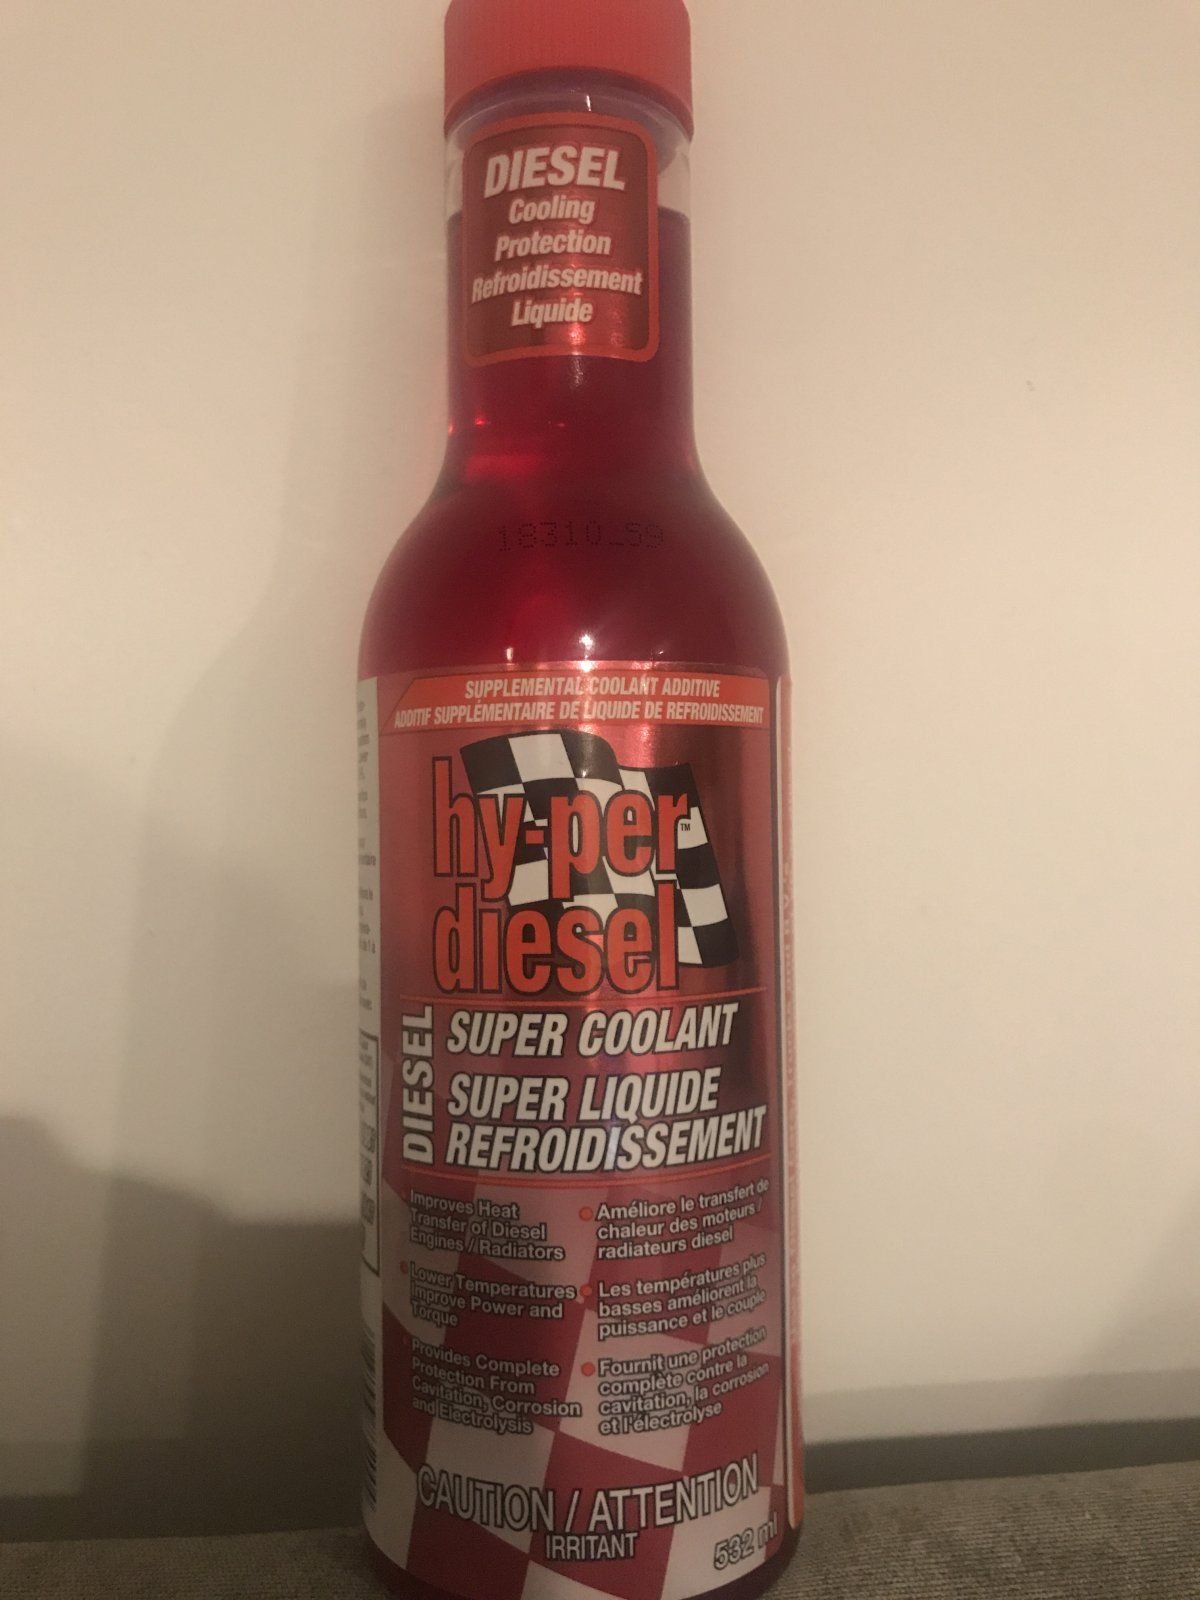 DIESEL
Cooling
Protection
Refroidissement
Liquide
18310_59
SUPPLEMENTAL COOLANT ADDITIVE
ADDITIF SUPPLÉMENTAIRE DE LIQUIDE DE REFROIDISSEMENT
hy-per™
diesel
DIESEL
SUPER COOLANT
SUPER LIQUIDE
REFROIDISSEMENT
Improves Heat
Transfer of Diesel
Engines / Radiators
Lower Temperatures
Improve Power and
Torque
Provides Complete
Protection From
Cavitation, Corrosion
and Electrolysis
Améliore le transfert de
chaleur des moteurs /
radiateurs diesel
Les températures plus
basses améliorent la
puissance et le couple
Fournit une protection
complète contre la
cavitation, la corrosion
et l'électrolyse
CAUTION / ATTENTION
IRRITANT
532 ml